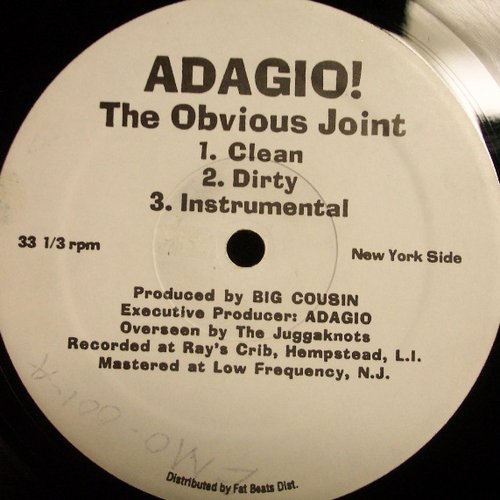 ADAGIO!
The Obvious Joint
1. Clean
2. Dirty
3. Instrumental
33 1/3 rpm
New York Side
Produced by BIG COUSIN
Executive Producer: ADAGIO
Overseen by The Juggaknots
Recorded at Ray's Crib, Hempstead, L.I.
Mastered at Low Frequency, N.J.
Distributed by Fat Beats Dist.